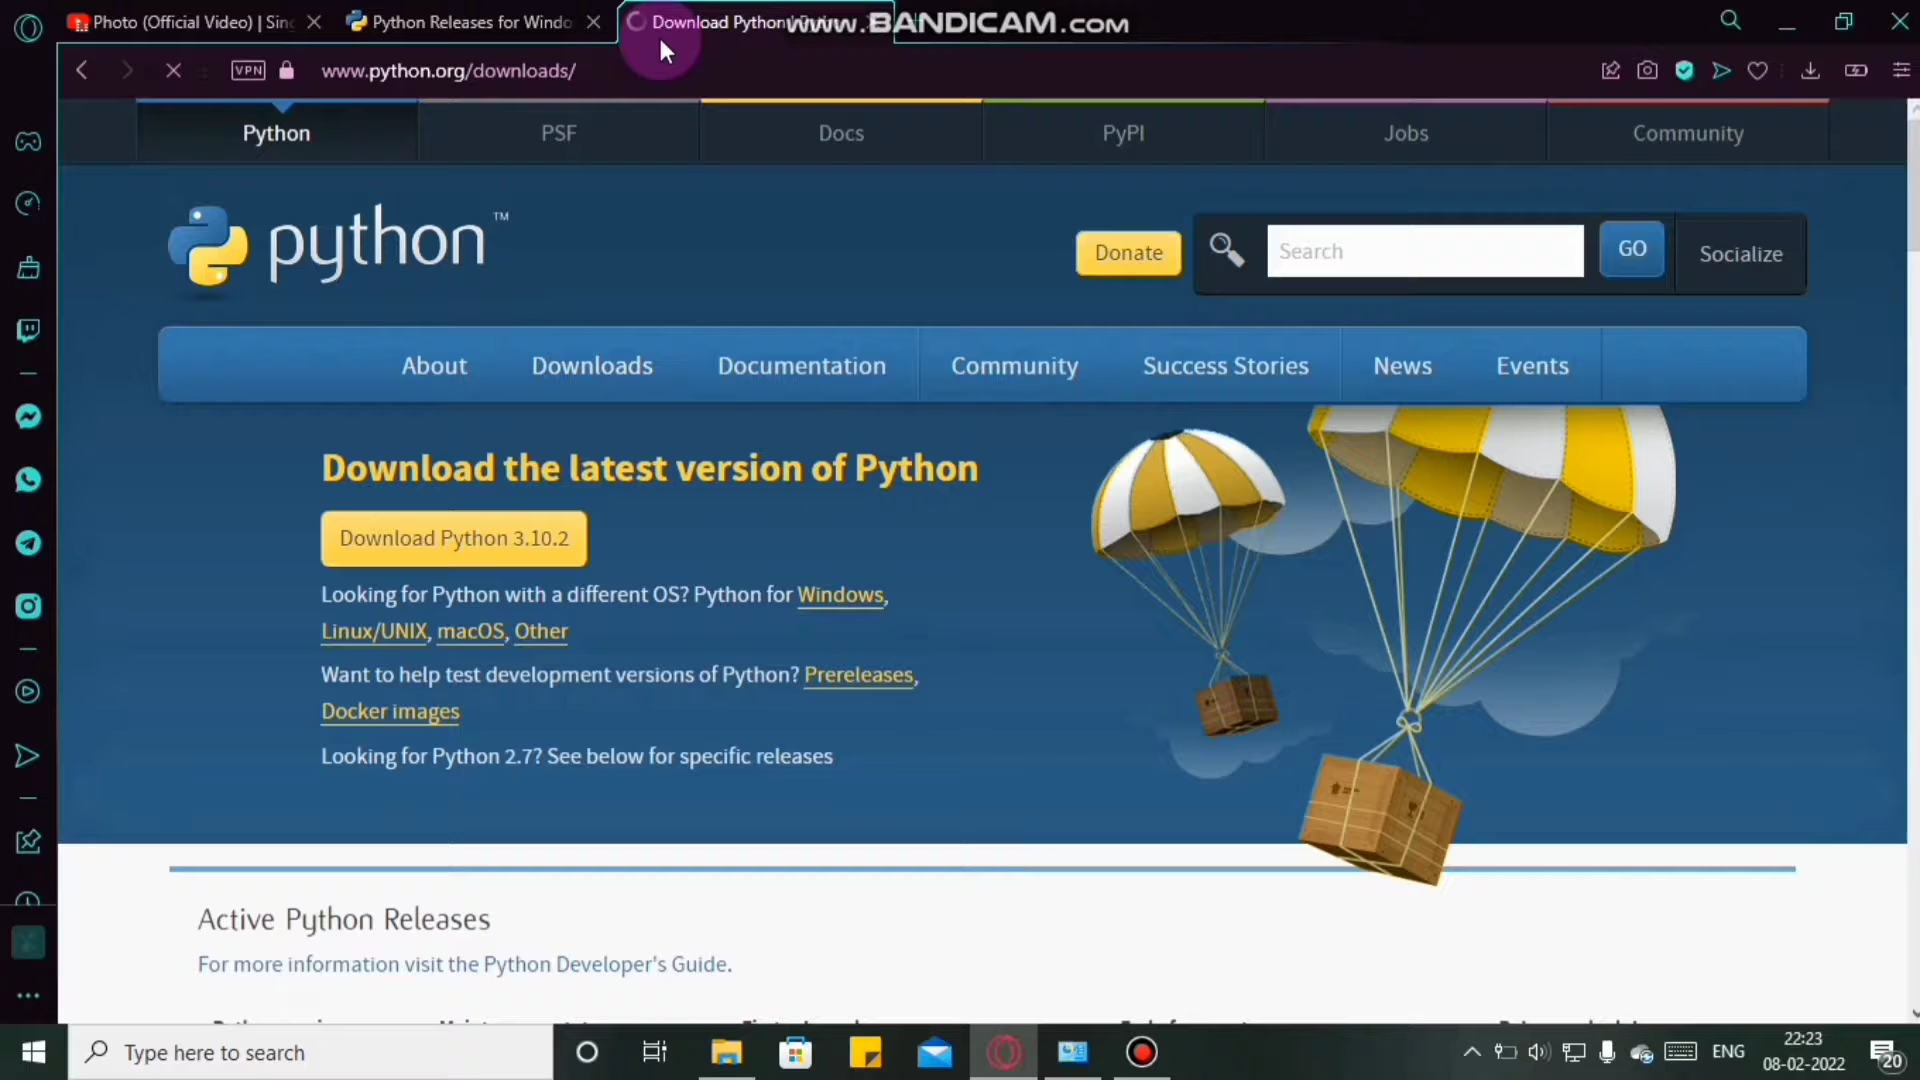 Photo (Official Video) | Sin
Python Releases for Windo
Download Python
www.BANDICAM.com
VPN
www.python.org/downloads/
Python
PSF
Docs
PyPI
Jobs
Community
python™
Donate
Search
GO
Socialize
About
Downloads
Documentation
Community
Success Stories
News
Events
Download the latest version of Python
Download Python 3.10.2
Looking for Python with a different OS? Python for Windows,
Linux/UNIX, macOS, Other
Want to help test development versions of Python? Prereleases,
Docker images
Looking for Python 2.7? See below for specific releases
Active Python Releases
For more information visit the Python Developer's Guide.
Type here to search
ENG
22:23
08-02-2022
20